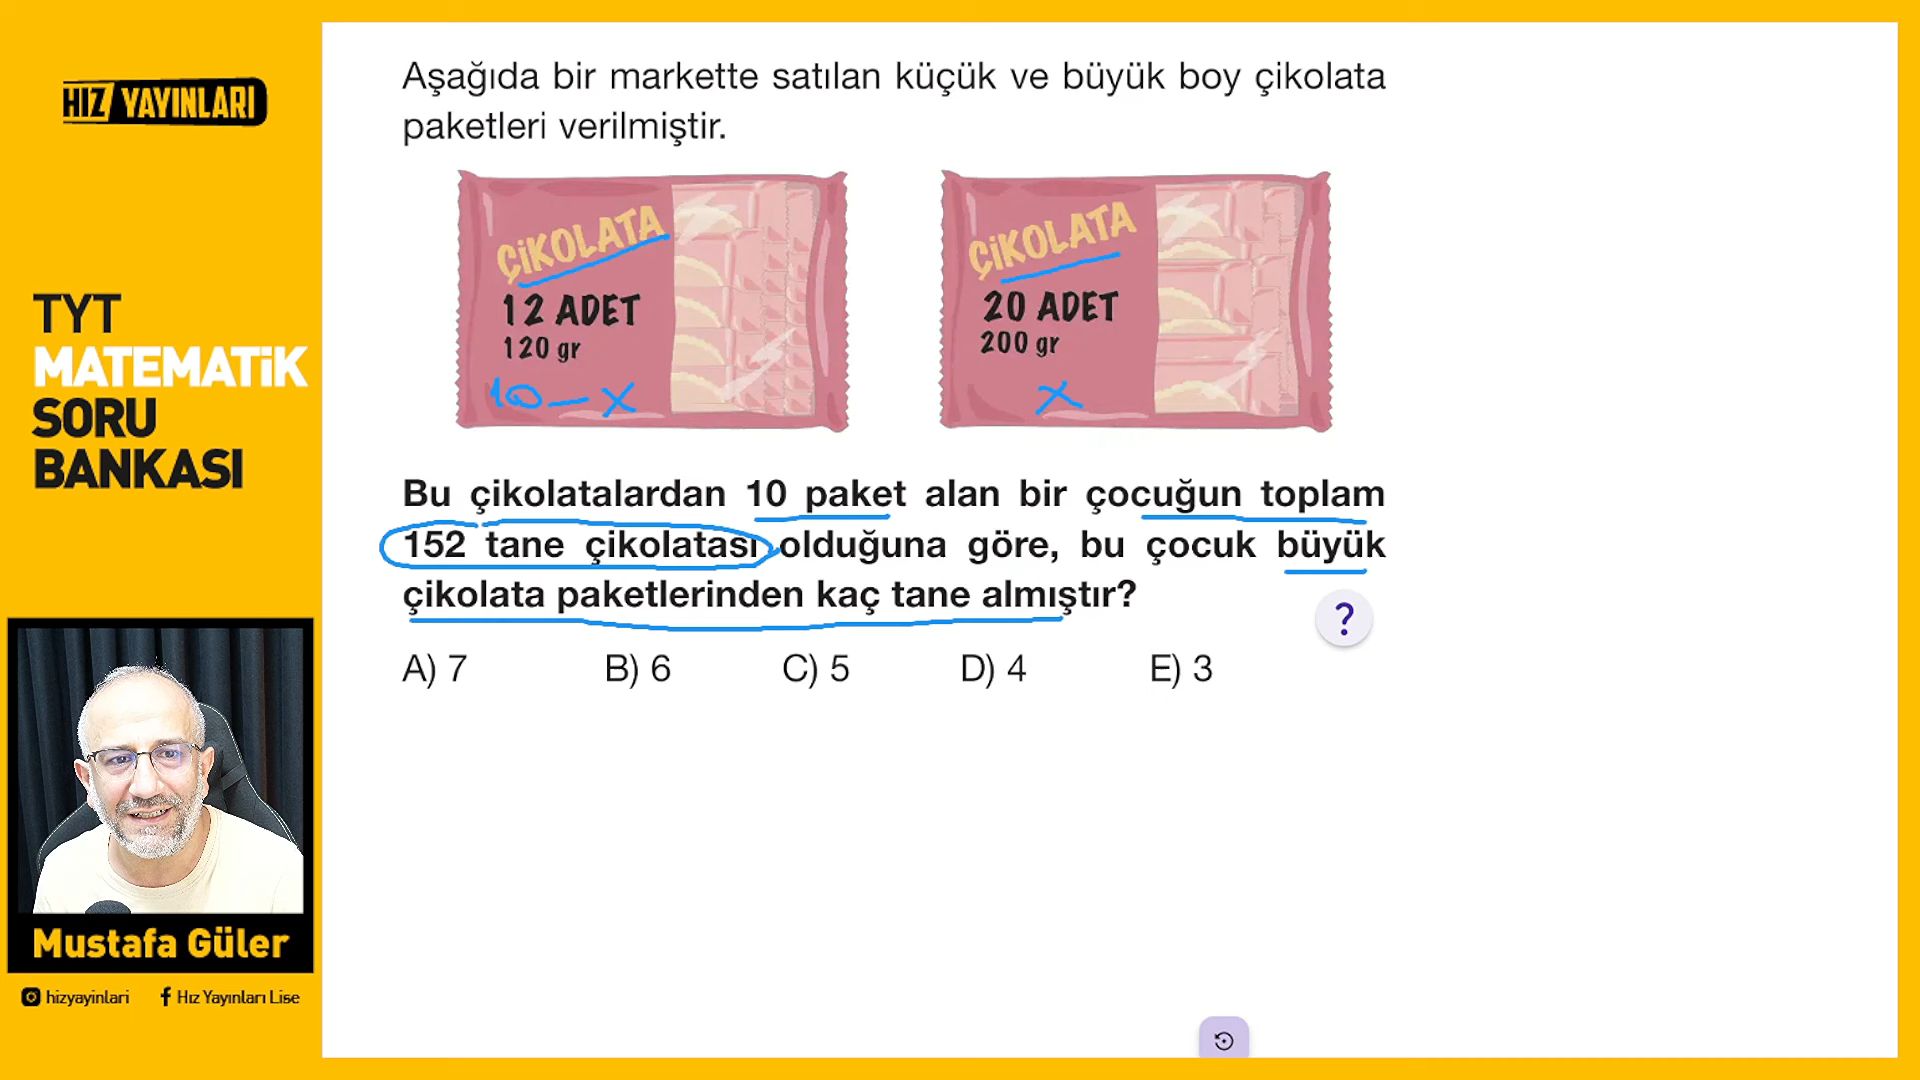 HIZ YAYINLARI
TYT
MATEMATİK
SORU
BANKASI
Mustafa Güler
hizyayinlari
Hız Yayınları Lise
Aşağıda bir markette satılan küçük ve büyük boy çikolata
paketleri verilmiştir.
ÇİKOLATA
12 ADET
120 gr
10 – x
ÇİKOLATA
20 ADET
200 gr
x
Bu çikolatalardan 10 paket alan bir çocuğun toplam
152 tane çikolatası olduğuna göre, bu çocuk büyük
çikolata paketlerinden kaç tane almıştır?
?
A) 7 B) 6 C) 5 D) 4 E) 3